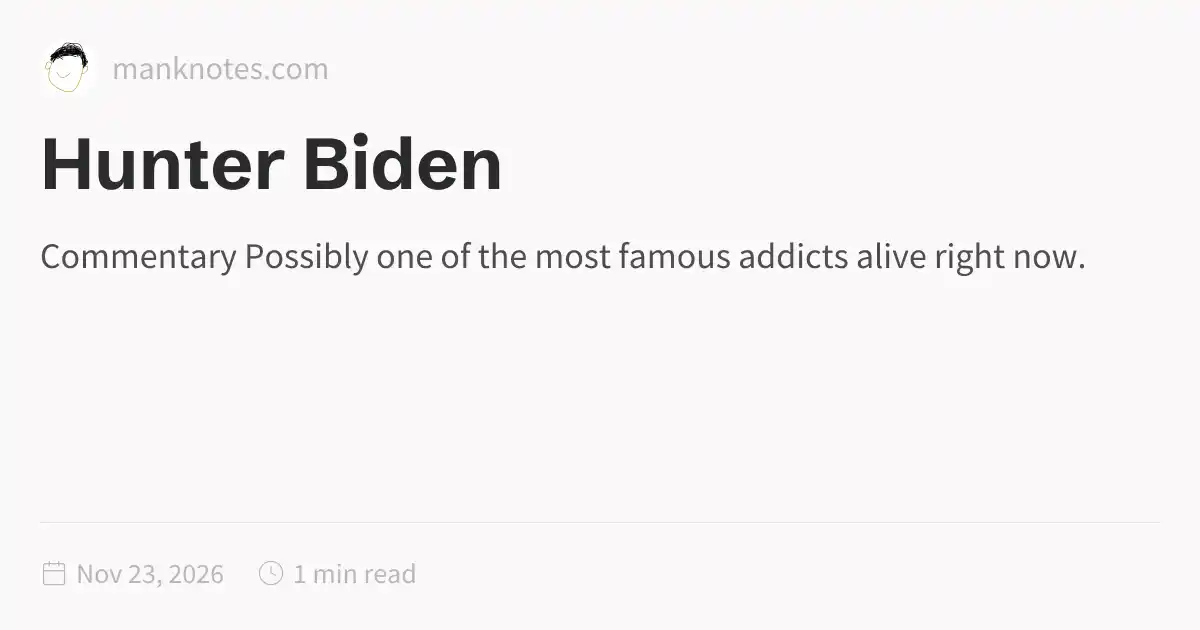 manknotes.com
Hunter Biden
Commentary Possibly one of the most famous addicts alive right now.
Nov 23, 2026 1 min read